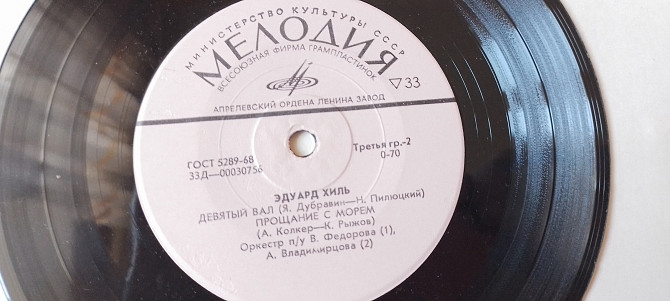 МИНИСТЕРСТВО КУЛЬТУРЫ СССР
МЕЛОДИЯ
ВСЕСОЮЗНАЯ ФИРМА ГРАМПЛАСТИНОК
▽33
АПРЕЛЕВСКИЙ ОРДЕНА ЛЕНИНА ЗАВОД
ГОСТ 5289-68
Третья гр.-2
33Д—00030756
0-70
ЭДУАРД ХИЛЬ
ДЕВЯТЫЙ ВАЛ (Я. Дубравин—Н. Пилюцкий)
ПРОЩАНИЕ С МОРЕМ
(А. Колкер—К. Рыжов)
Оркестр п/у В. Федорова (1),
А. Владимирцова (2)